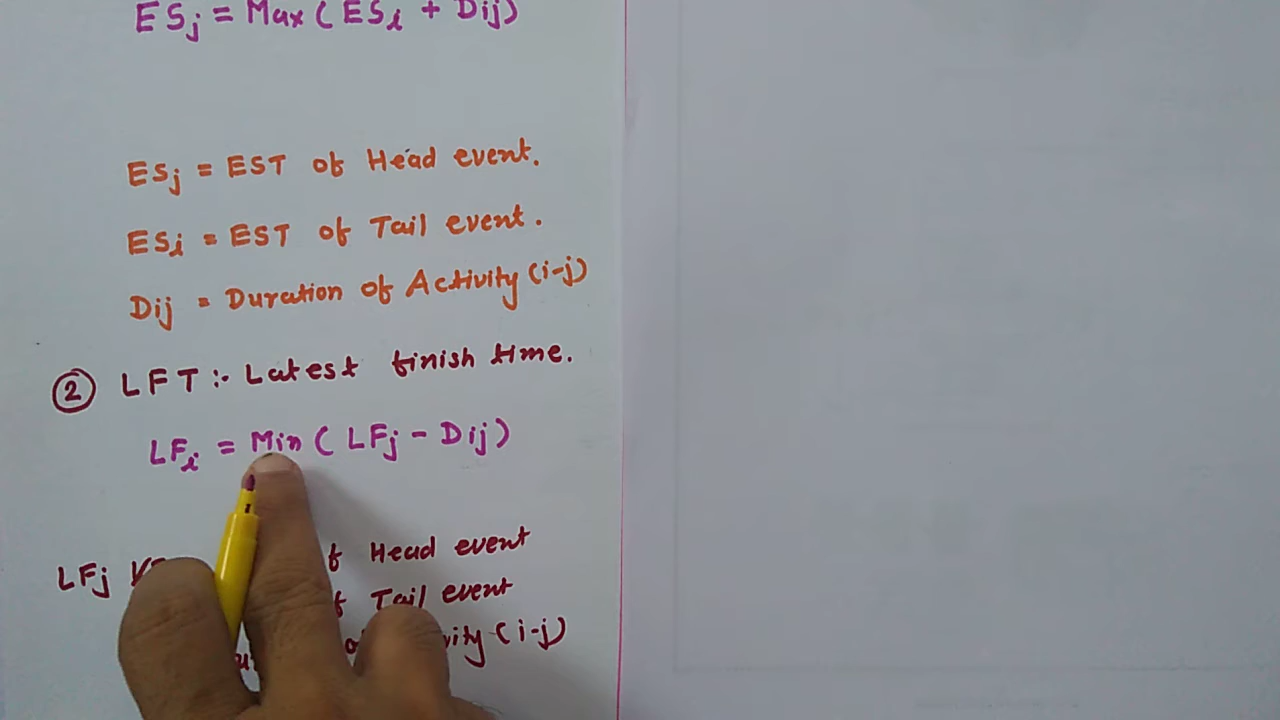 ESj = Max ( ESi + Dij)
ESj = EST of Head event.
ESi = EST of Tail event.
Dij = Duration of Activity (i-j)
② LFT :- Latest finish time.
LFi = Min ( LFj - Dij)
LFj Head event
Tail event
(i-j)